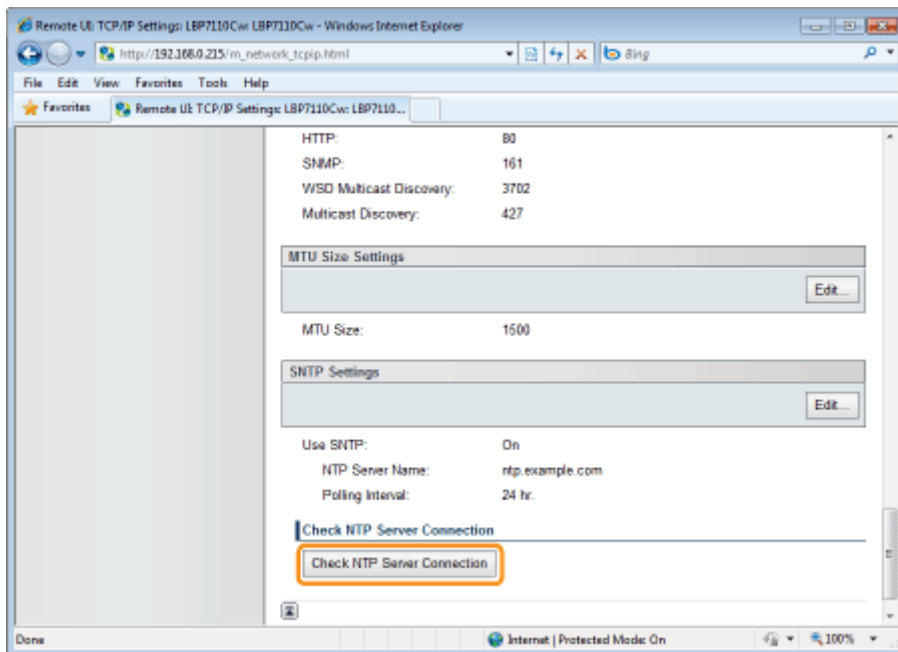 Remote UI: TCP/IP Settings: LBP7110Cw: LBP7110Cw - Windows Internet Explorer
http://192.168.0.215/m_network_tcpip.html
Bing
File Edit View Favorites Tools Help
Favorites Remote UI: TCP/IP Settings: LBP7110Cw: LBP7110...
HTTP: 80
SNMP: 161
WSD Multicast Discovery: 3702
Multicast Discovery: 427
MTU Size Settings
Edit...
MTU Size: 1500
SNTP Settings
Edit...
Use SNTP: On
NTP Server Name: ntp.example.com
Polling Interval: 24 hr.
Check NTP Server Connection
Check NTP Server Connection
Done Internet | Protected Mode: On 100%